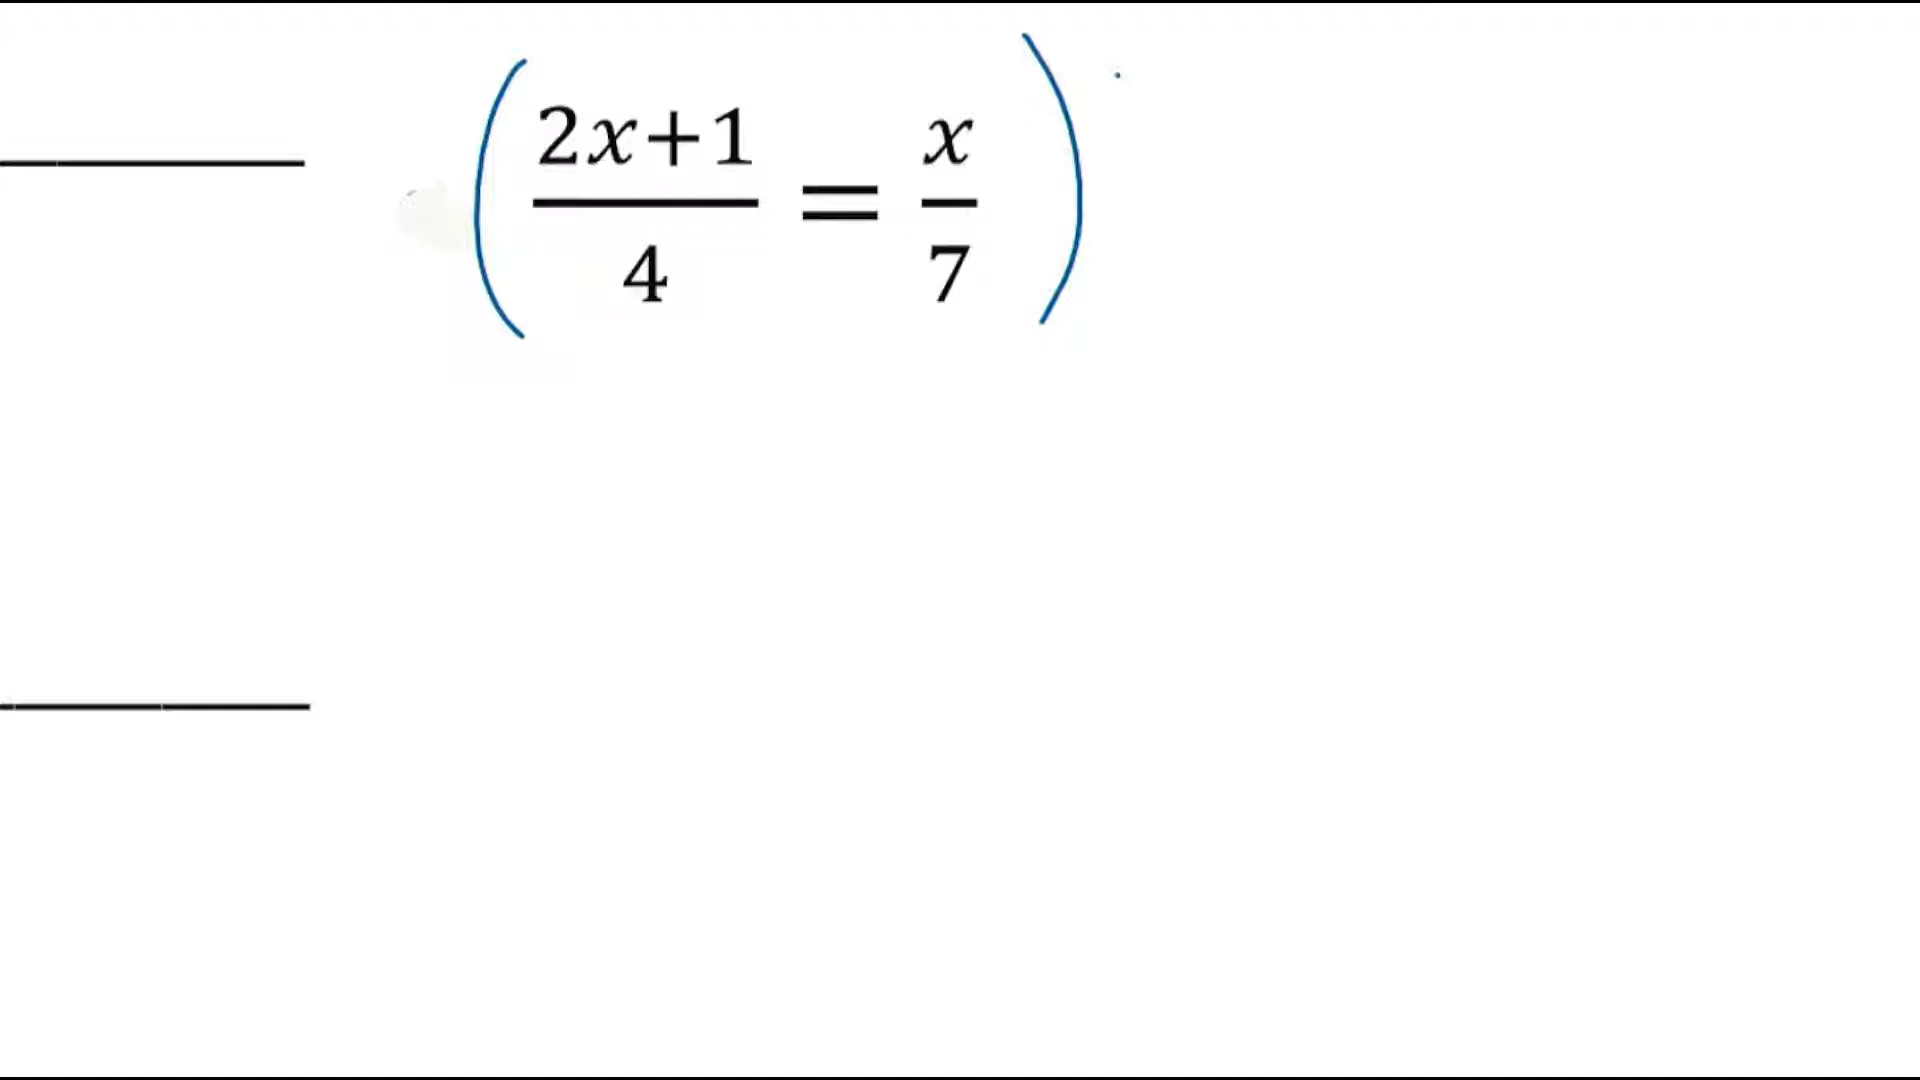 ( (2x+1)/4 = x/7 )